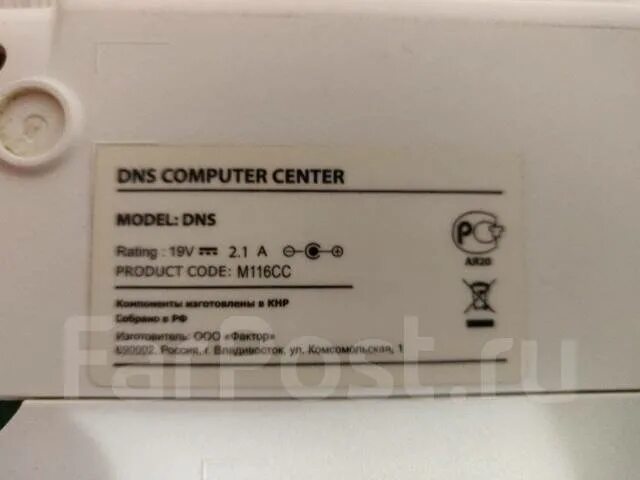 DNS COMPUTER CENTER
MODEL: DNS
Rating : 19V 2.1 A
PRODUCT CODE: M116CC
Компоненты изготовлены в КНР
Собрано в РФ
Изготовитель: ООО «Фактор»
690002, Россия, г. Владивосток, ул. Комсомольская, 1
РС
АЯ20
FarPost.ru